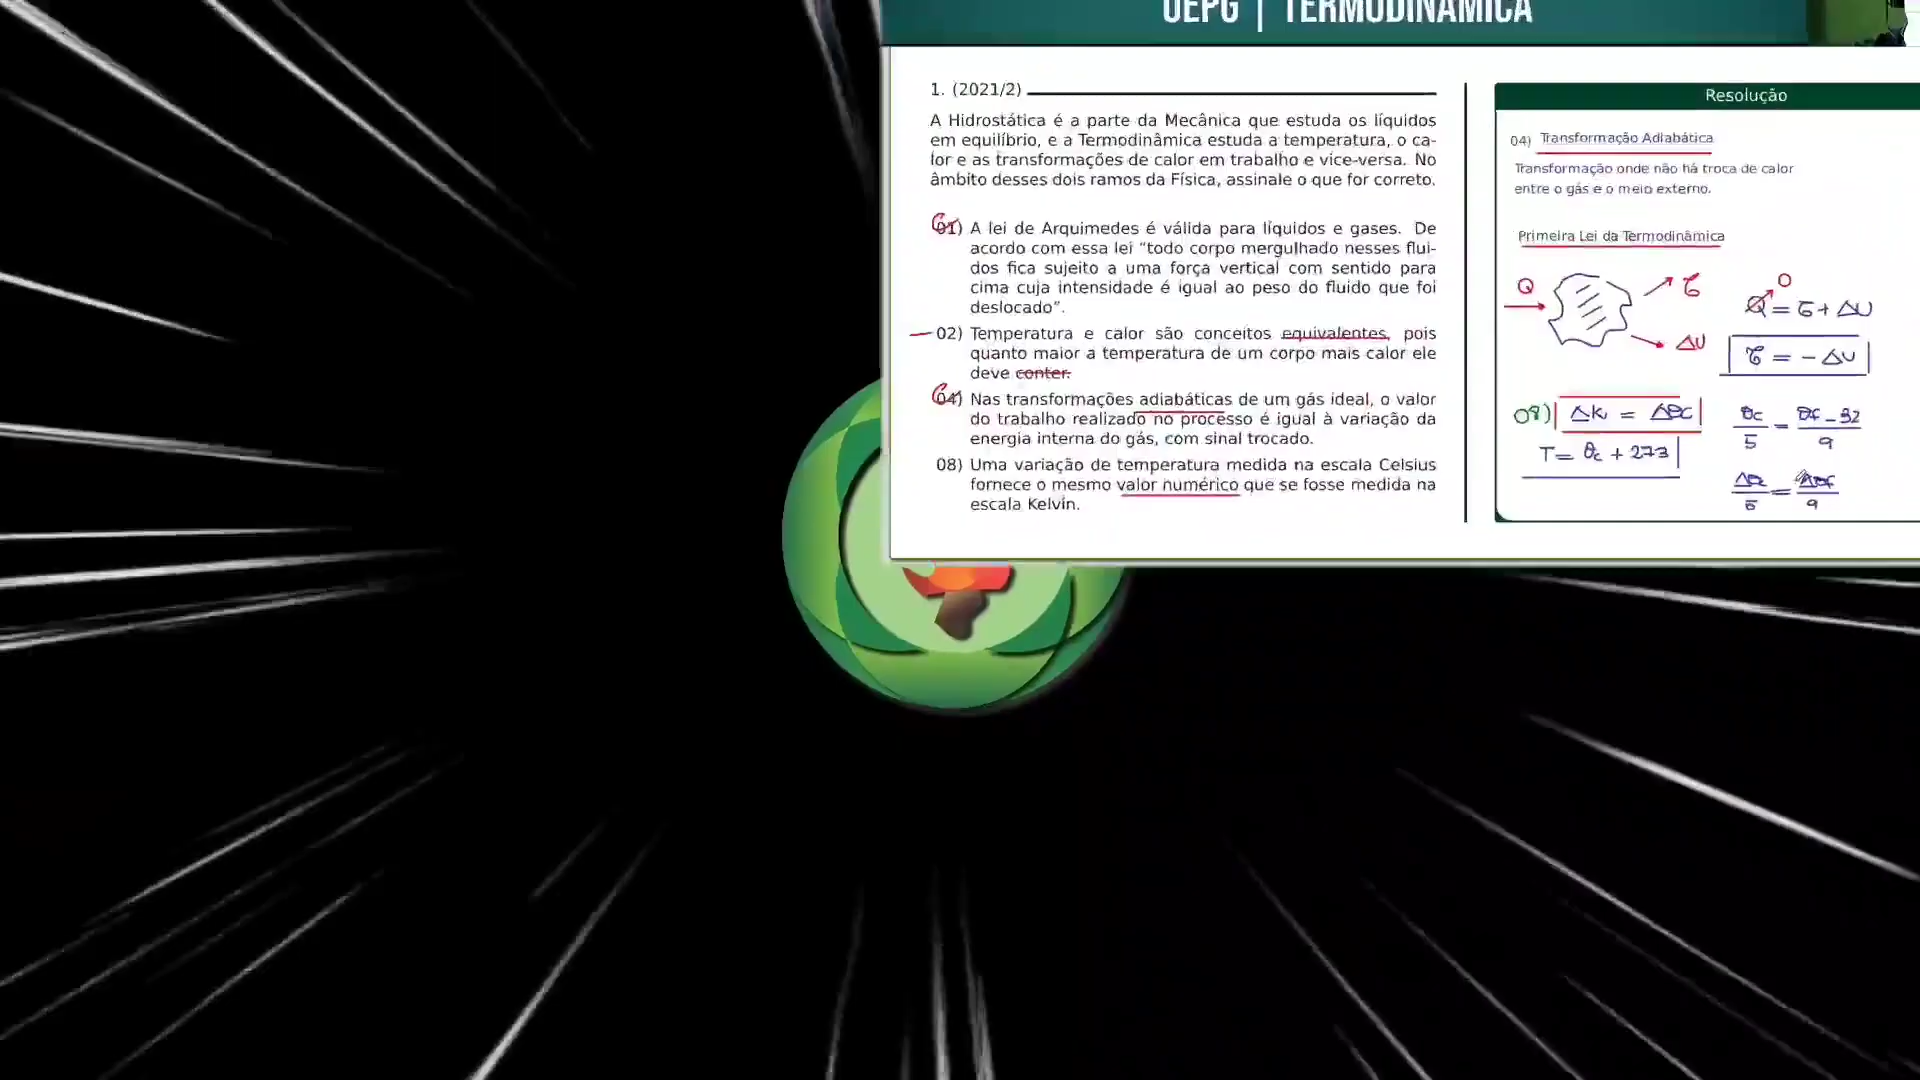 UEPG | TERMODINÂMICA
1. (2021/2)
A Hidrostática é a parte da Mecânica que estuda os líquidos
em equilíbrio, e a Termodinâmica estuda a temperatura, o ca-
lor e as transformações de calor em trabalho e vice-versa. No
âmbito desses dois ramos da Física, assinale o que for correto.
01) A lei de Arquimedes é válida para líquidos e gases. De
acordo com essa lei “todo corpo mergulhado nesses flui-
dos fica sujeito a uma força vertical com sentido para
cima cuja intensidade é igual ao peso do fluido que foi
deslocado”.
02) Temperatura e calor são conceitos equivalentes, pois
quanto maior a temperatura de um corpo mais calor ele
deve conter.
04) Nas transformações adiabáticas de um gás ideal, o valor
do trabalho realizado no processo é igual à variação da
energia interna do gás, com sinal trocado.
08) Uma variação de temperatura medida na escala Celsius
fornece o mesmo valor numérico que se fosse medida na
escala Kelvin.
Resolução
04) Transformação Adiabática
Transformação onde não há troca de calor
entre o gás e o meio externo.
Primeira Lei da Termodinâmica
Q
τ
ΔU
0
Q = τ + ΔU
τ = - ΔU
08) Δk = Δθc
T = θc + 273
θc/5 = θf - 32/9
Δθc/5 = Δθf/9